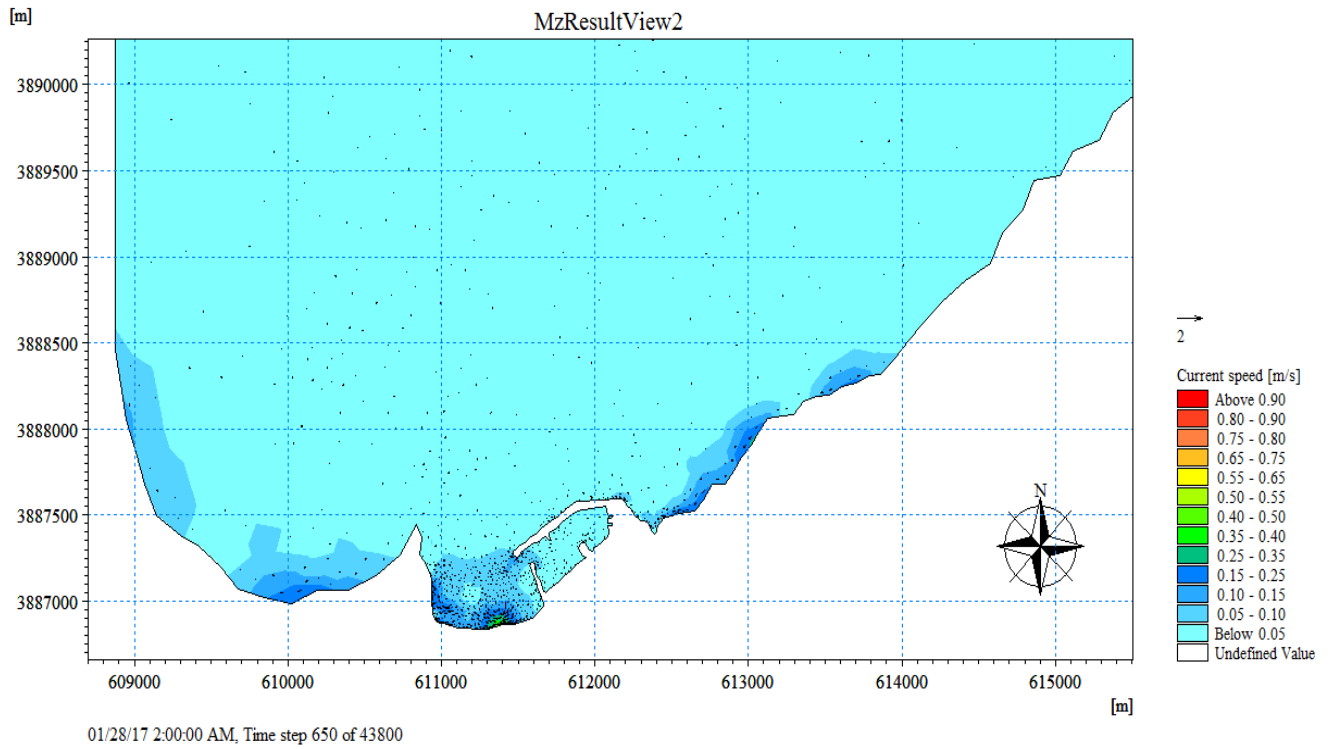 [m]
MzResultView2
3890000
3889500
3889000
3888500
3888000
3887500
3887000
609000
610000
611000
612000
613000
614000
615000
[m]
N
2
Current speed [m/s]
Above 0.90
0.80 - 0.90
0.75 - 0.80
0.65 - 0.75
0.55 - 0.65
0.50 - 0.55
0.40 - 0.50
0.35 - 0.40
0.25 - 0.35
0.15 - 0.25
0.10 - 0.15
0.05 - 0.10
Below 0.05
Undefined Value
01/28/17 2:00:00 AM, Time step 650 of 43800